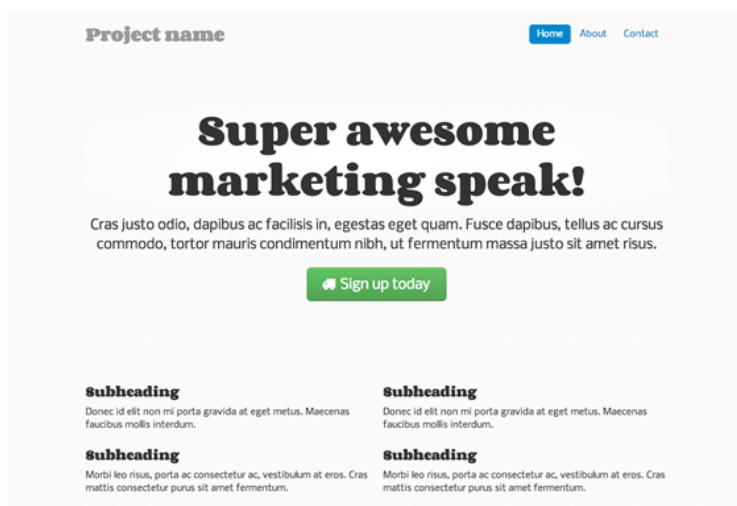 Project name
Home About Contact
Super awesome
marketing speak!
Cras justo odio, dapibus ac facilisis in, egestas eget quam. Fusce dapibus, tellus ac cursus
commodo, tortor mauris condimentum nibh, ut fermentum massa justo sit amet risus.
Sign up today
Subheading
Donec id elit non mi porta gravida at eget metus. Maecenas
faucibus mollis interdum.
Subheading
Morbi leo risus, porta ac consectetur ac, vestibulum at eros. Cras
mattis consectetur purus sit amet fermentum.
Subheading
Donec id elit non mi porta gravida at eget metus. Maecenas
faucibus mollis interdum.
Subheading
Morbi leo risus, porta ac consectetur ac, vestibulum at eros. Cras
mattis consectetur purus sit amet fermentum.